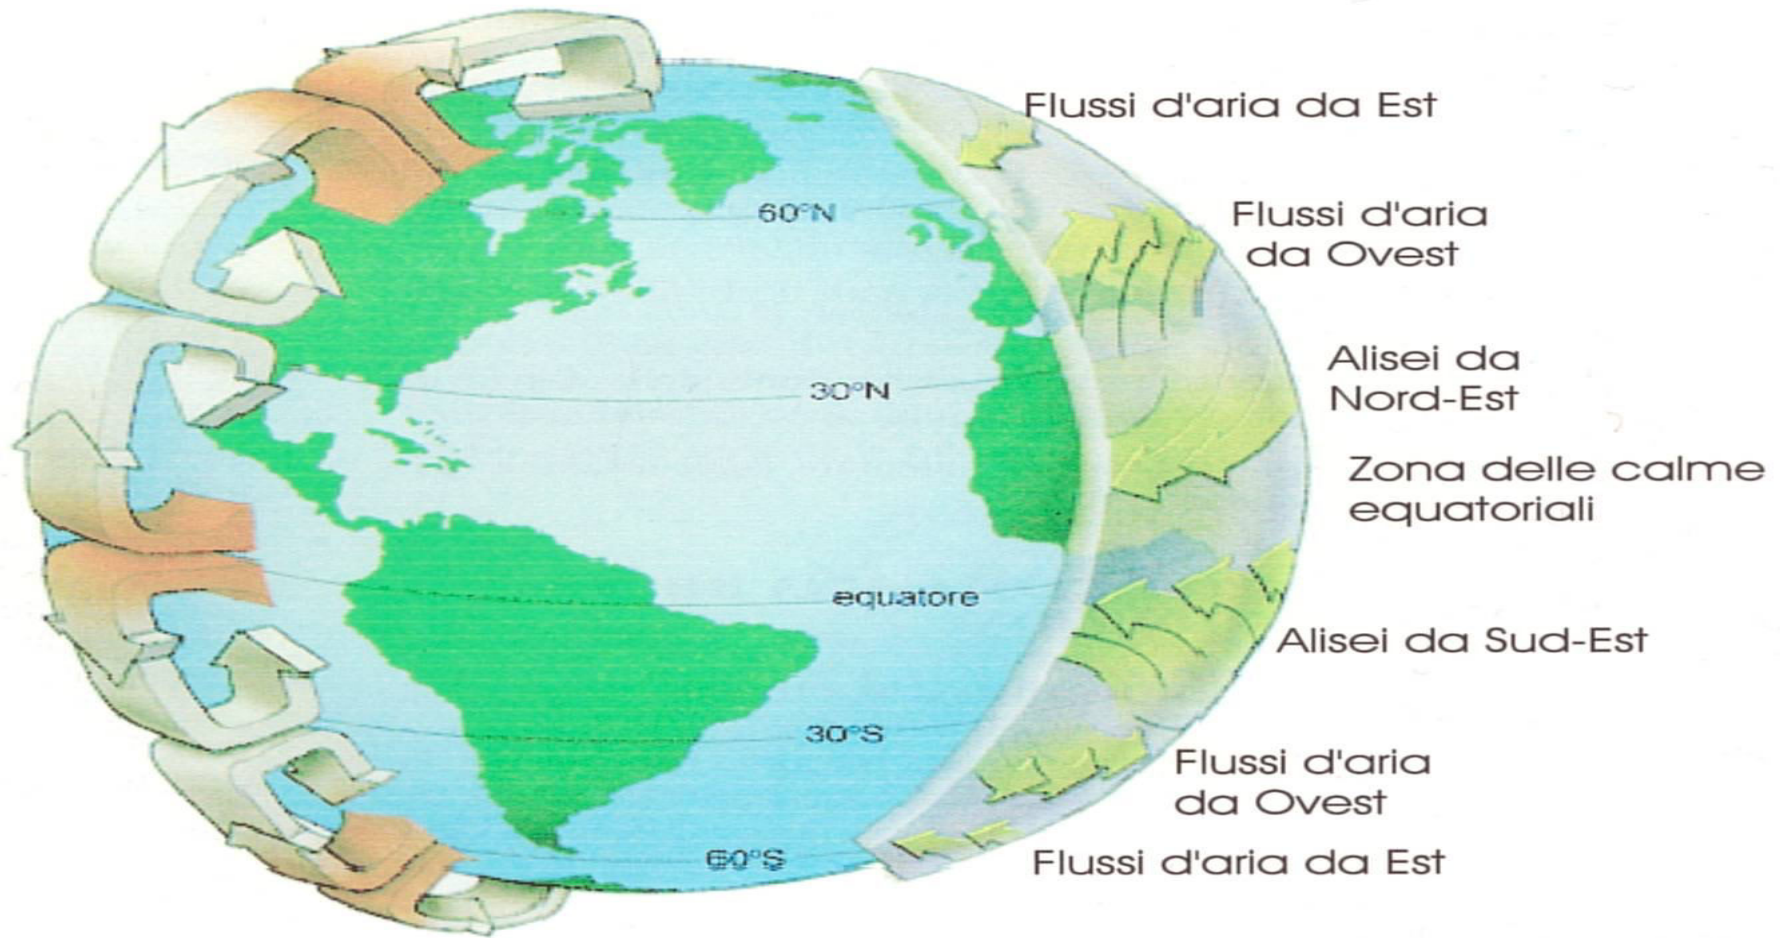 Flussi d'aria da Est
Flussi d'aria
da Ovest
60°N
Alisei da
Nord-Est
30°N
Zona delle calme
equatoriali
equatore
Alisei da Sud-Est
30°S
Flussi d'aria
da Ovest
60°S
Flussi d'aria da Est